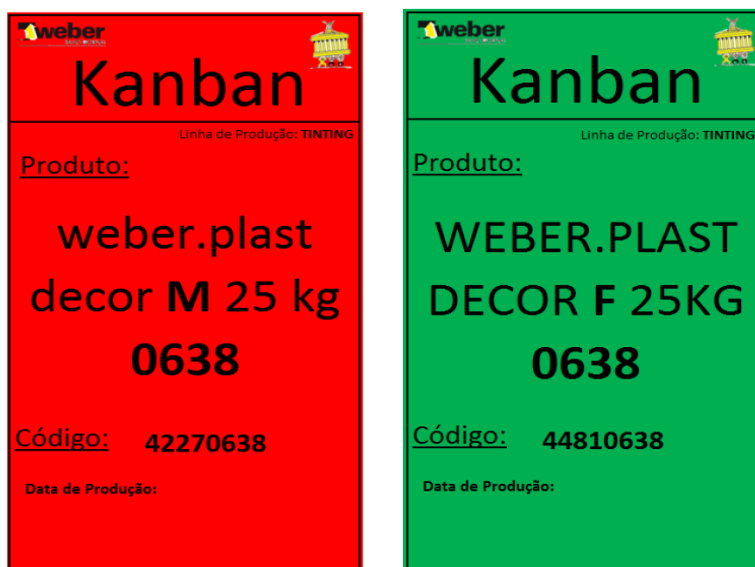 weber
Kanban
Linha de Produção: TINTING
Produto:
weber.plast
decor M 25 kg
0638
Código: 42270638
Data de Produção:
weber
Kanban
Linha de Produção: TINTING
Produto:
WEBER.PLAST
DECOR F 25KG
0638
Código: 44810638
Data de Produção: